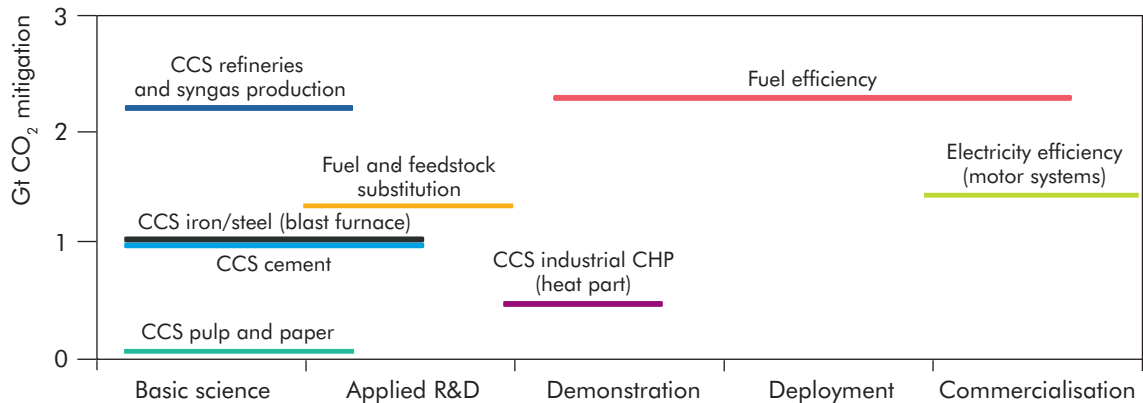 3
2
1
0
Gt CO₂ mitigation
CCS refineries
and syngas production
Fuel efficiency
Fuel and feedstock
substitution
Electricity efficiency
(motor systems)
CCS iron/steel (blast furnace)
CCS cement
CCS industrial CHP
(heat part)
CCS pulp and paper
Basic science
Applied R&D
Demonstration
Deployment
Commercialisation